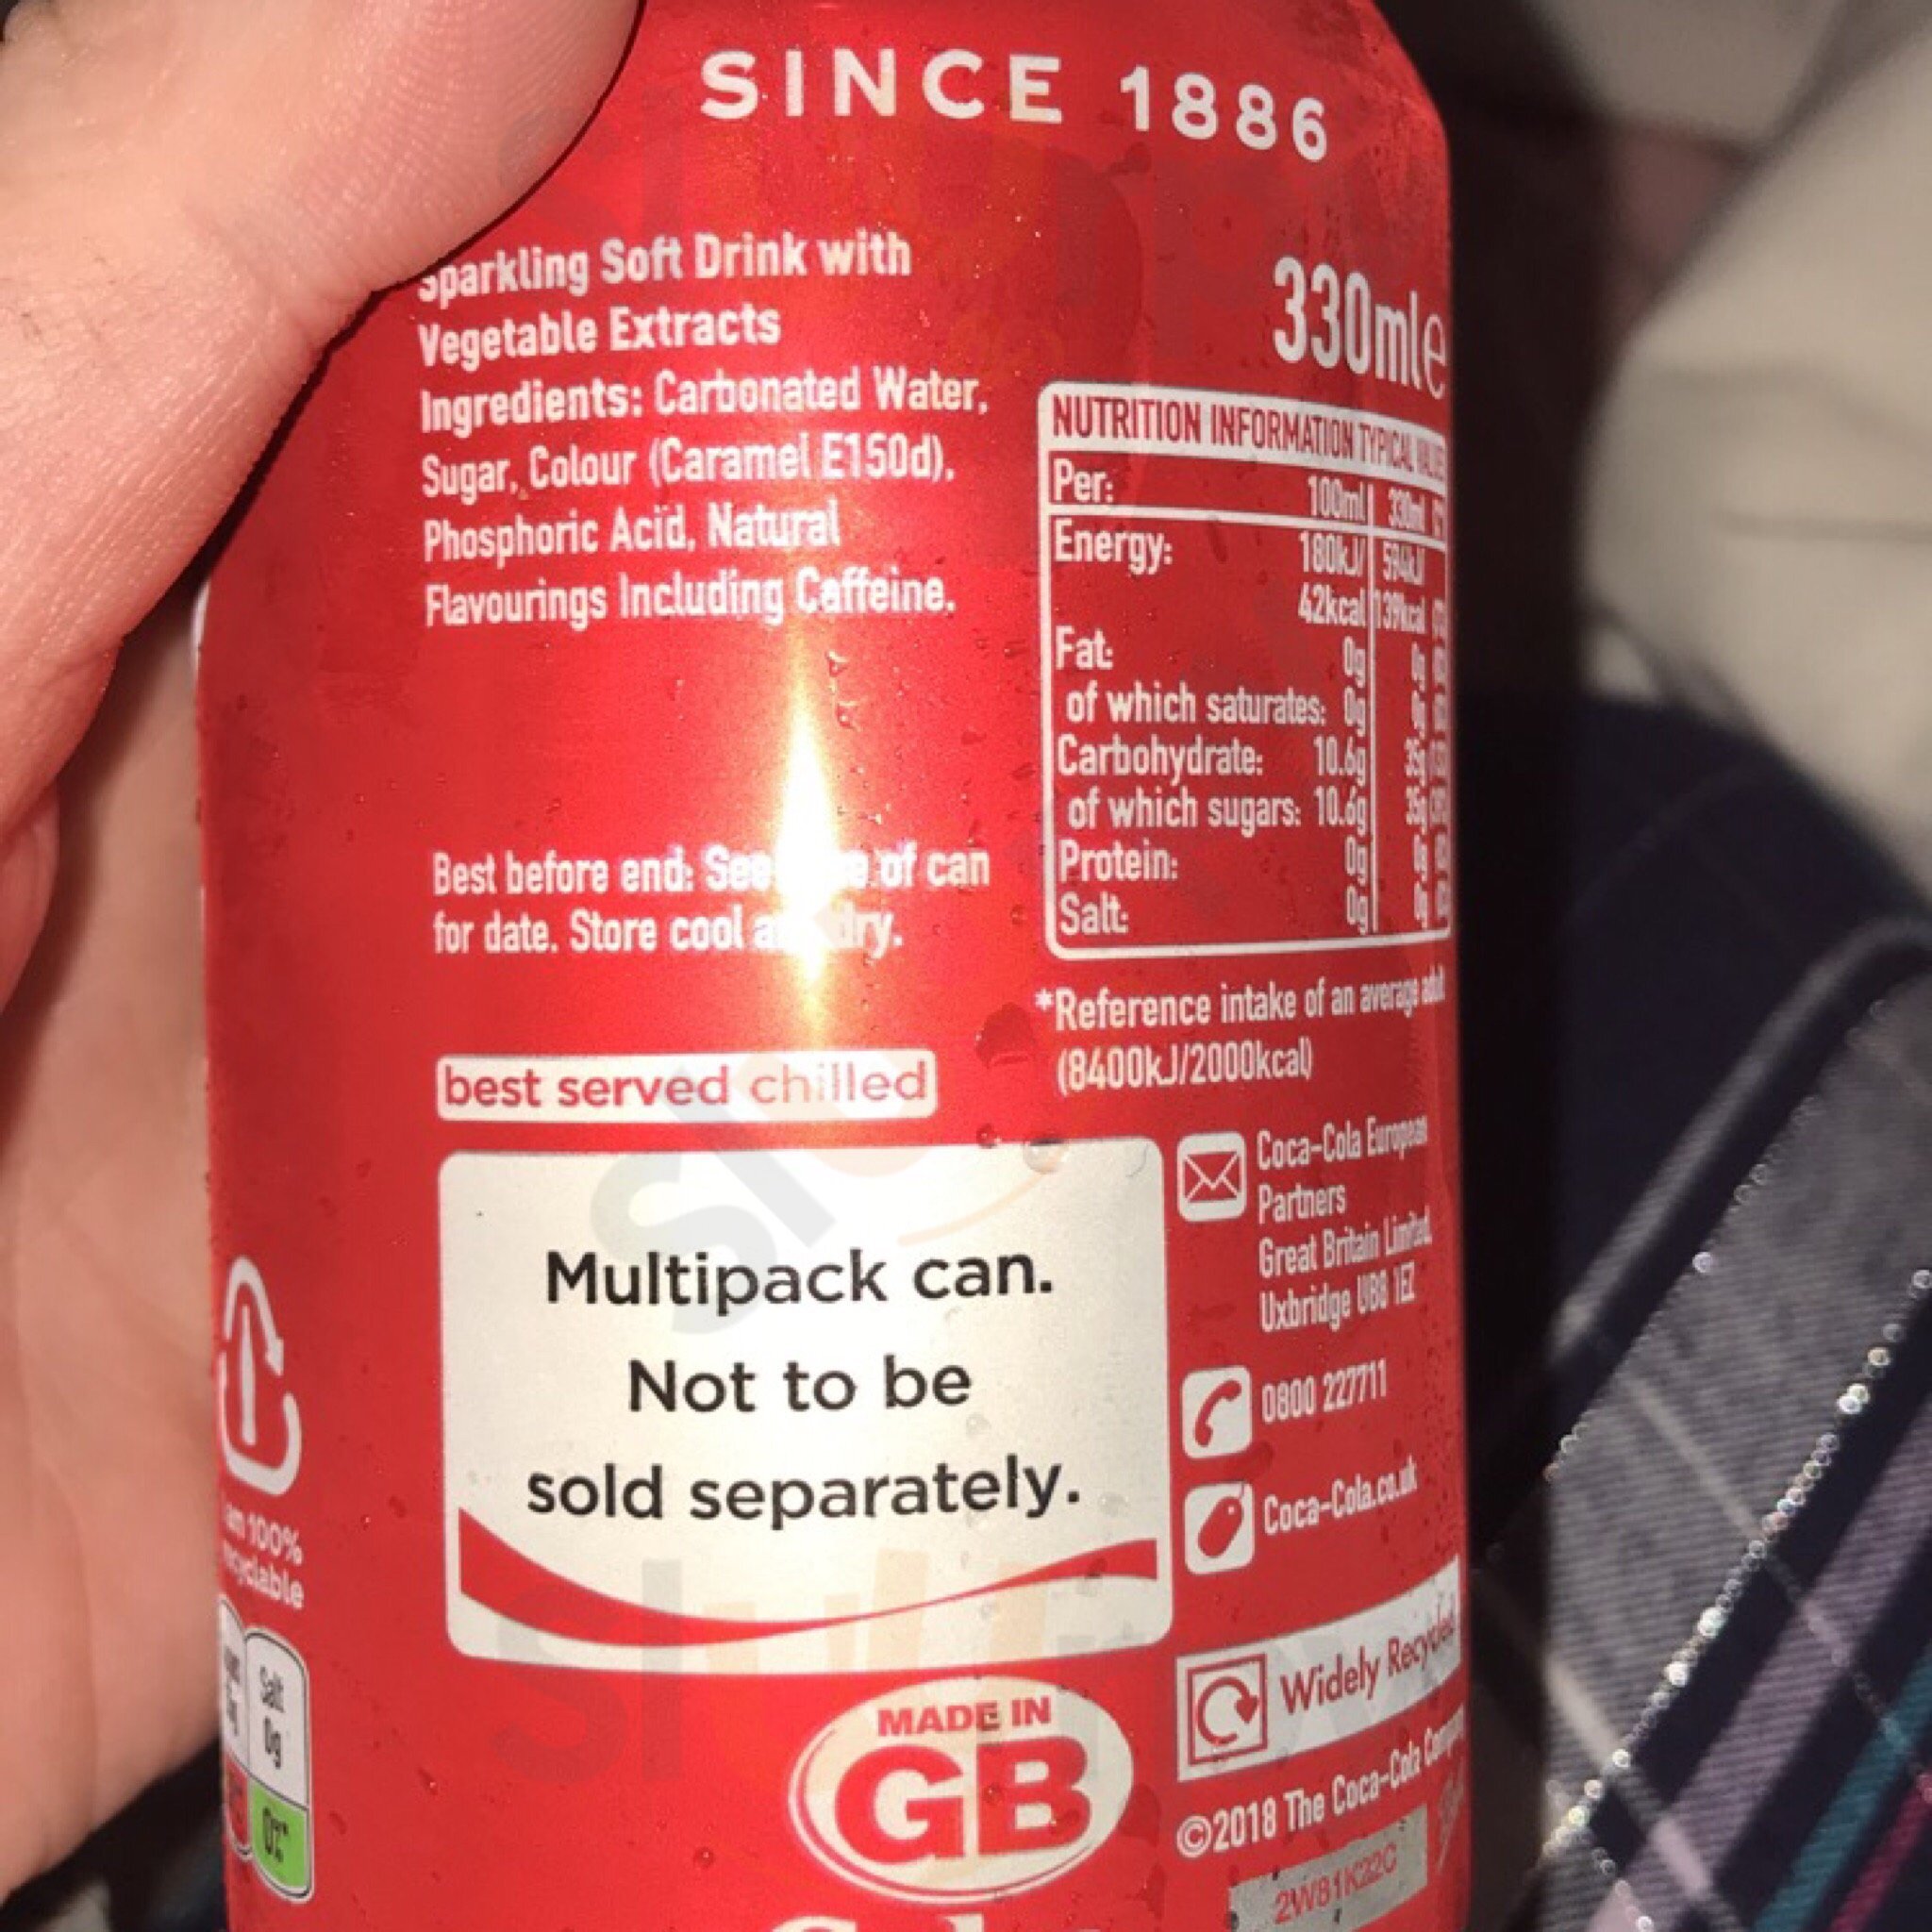 SINCE 1886
Sparkling Soft Drink with
Vegetable Extracts
Ingredients: Carbonated Water,
Sugar, Colour (Caramel E150d),
Phosphoric Acid, Natural
Flavourings Including Caffeine.
Best before end: See of can
for date. Store cool dry.
best served chilled
Multipack can.
Not to be
sold separately.
MADE IN
GB
330mle
NUTRITION INFORMATION TYPICAL
Per: 100ml 330ml
Energy: 180kJ/ 594kJ
42kcal 139kcal
Fat: 0g 0g
of which saturates: 0g 0g
Carbohydrate: 10.6g 35g
of which sugars: 10.6g 35g
Protein: 0g 0g
Salt: 0g 0g
*Reference intake of an average adult
(8400kJ/2000kcal)
Coca-Cola European
Partners
Great Britain Limited,
Uxbridge UB8 1EZ
0800 227711
Coca-Cola.co.uk
Widely Recycled
©2018 The Coca-Cola Company
2W81K22C
100%
Salt
0g
0%*